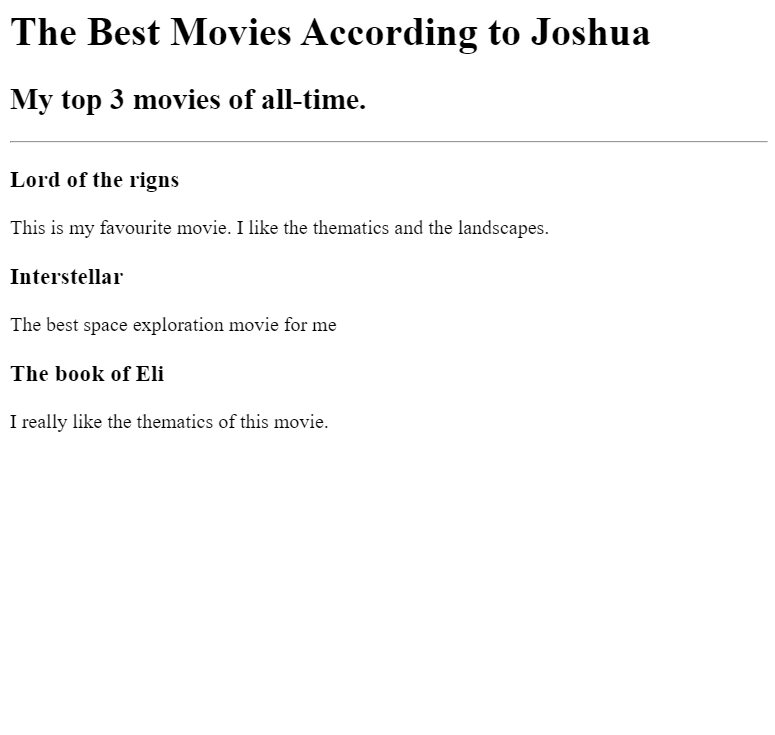 The Best Movies According to Joshua
My top 3 movies of all-time.
Lord of the rigns
This is my favourite movie. I like the thematics and the landscapes.
Interstellar
The best space exploration movie for me
The book of Eli
I really like the thematics of this movie.